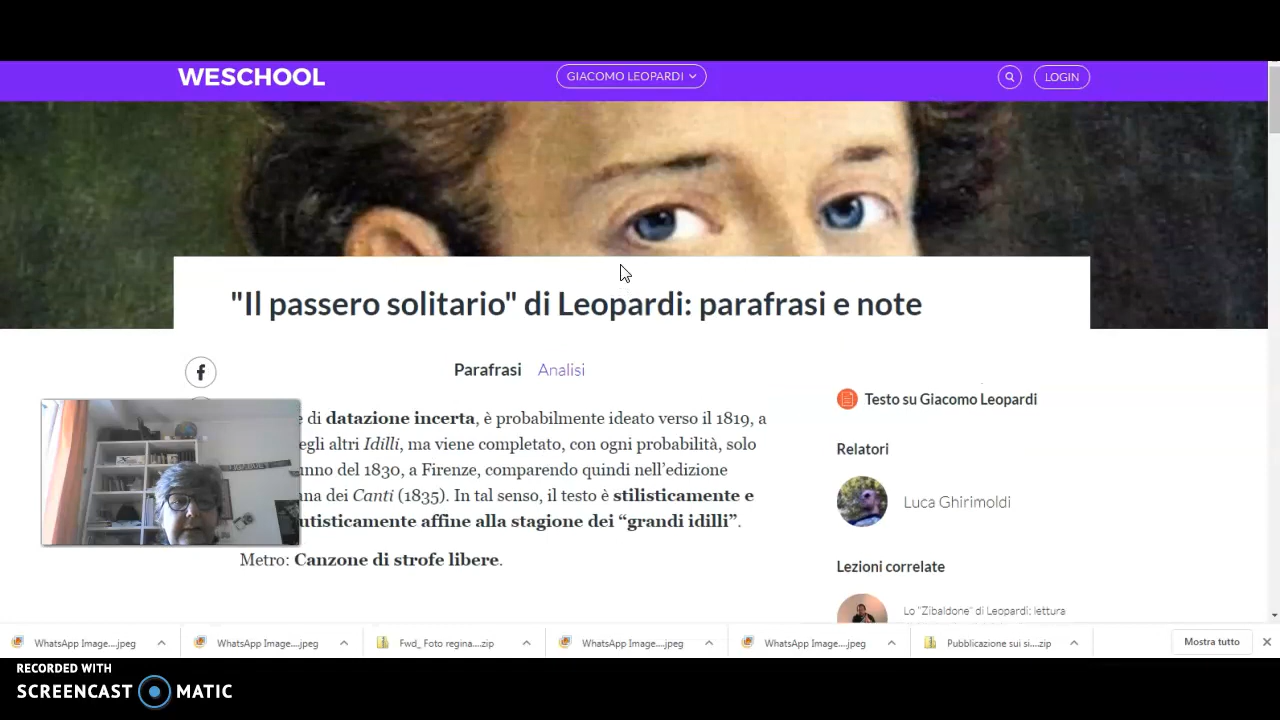 WESCHOOL
GIACOMO LEOPARDI
LOGIN
"Il passero solitario" di Leopardi: parafrasi e note
Parafrasi Analisi
di datazione incerta, è probabilmente ideato verso il 1819, a
egli altri Idilli, ma viene completato, con ogni probabilità, solo
unno del 1830, a Firenze, comparendo quindi nell'edizione
na dei Canti (1835). In tal senso, il testo è stilisticamente e
utisticamente affine alla stagione dei “grandi idilli”.
Metro: Canzone di strofe libere.
Testo su Giacomo Leopardi
Relatori
Luca Ghirimoldi
Lezioni correlate
Lo "Zibaldone" di Leopardi: lettura
WhatsApp Image....jpeg
WhatsApp Image....jpeg
Fwd_ Foto regina....zip
WhatsApp Image....jpeg
WhatsApp Image....jpeg
Pubblicazione sui si....zip
Mostra tutto
RECORDED WITH
SCREENCAST MATIC